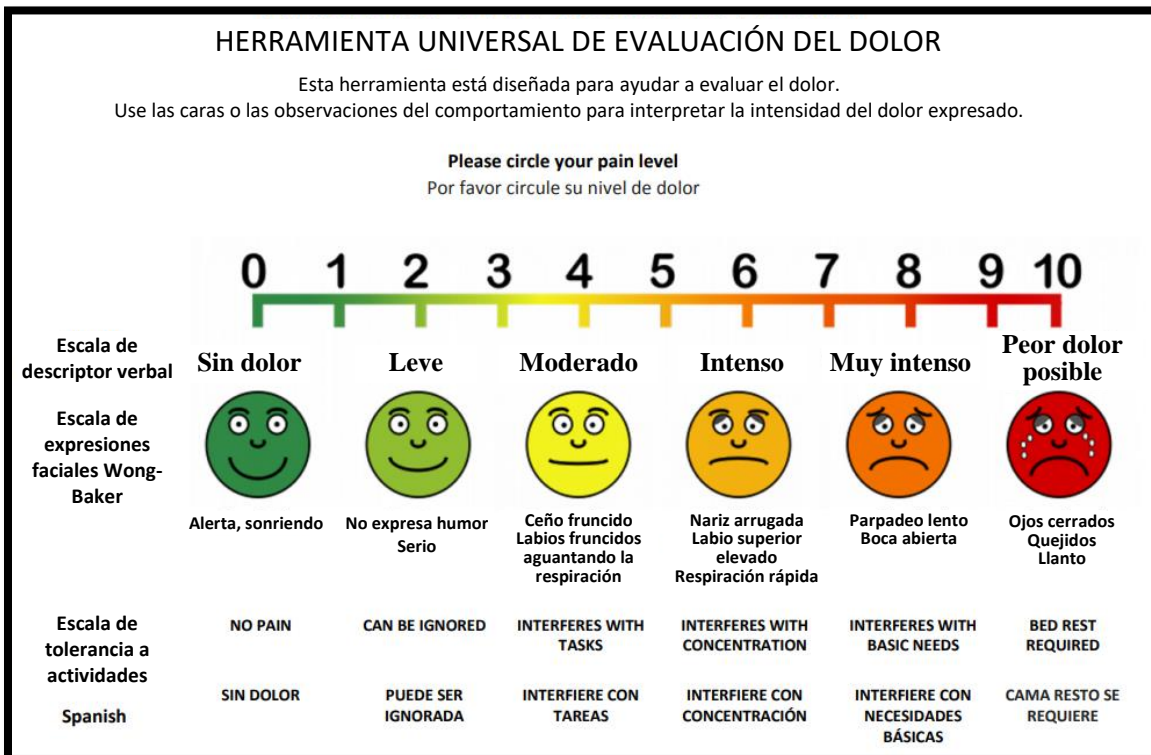 HERRAMIENTA UNIVERSAL DE EVALUACIÓN DEL DOLOR
Esta herramienta está diseñada para ayudar a evaluar el dolor.
Use las caras o las observaciones del comportamiento para interpretar la intensidad del dolor expresado.
Please circle your pain level
Por favor circule su nivel de dolor
0 1 2 3 4 5 6 7 8 9 10
Escala de
descriptor verbal
Sin dolor
Leve
Moderado
Intenso
Muy intenso
Peor dolor
posible
Escala de
expresiones
faciales Wong-
Baker
Alerta, sonriendo
No expresa humor
Serio
Ceño fruncido
Labios fruncidos
aguantando la
respiración
Nariz arrugada
Labio superior
elevado
Respiración rápida
Parpadeo lento
Boca abierta
Ojos cerrados
Quejidos
Llanto
Escala de
tolerancia a
actividades
NO PAIN
CAN BE IGNORED
INTERFERES WITH
TASKS
INTERFERES WITH
CONCENTRATION
INTERFERES WITH
BASIC NEEDS
BED REST
REQUIRED
Spanish
SIN DOLOR
PUEDE SER
IGNORADA
INTERFIERE CON
TAREAS
INTERFIERE CON
CONCENTRACIÓN
INTERFIERE CON
NECESIDADES
BÁSICAS
CAMA RESTO SE
REQUIERE